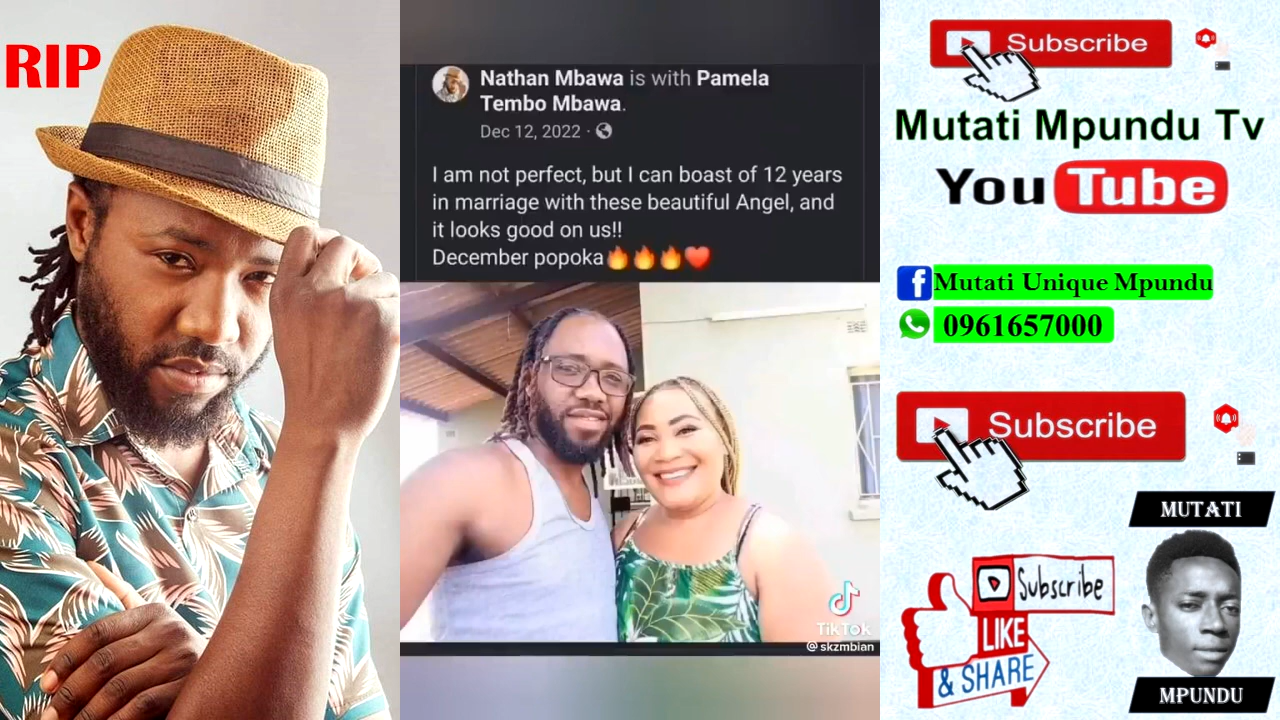 RIP
Nathan Mbawa is with Pamela
Tembo Mbawa.
Dec 12, 2022 ·
I am not perfect, but I can boast of 12 years
in marriage with these beautiful Angel, and
it looks good on us!!
December popoka🔥🔥🔥❤️
TikTok
@skzmbian
Subscribe
Mutati Mpundu Tv
YouTube
f Mutati Unique Mpundu
0961657000
Subscribe
MUTATI
Subscribe
LIKE
& SHARE
MPUNDU